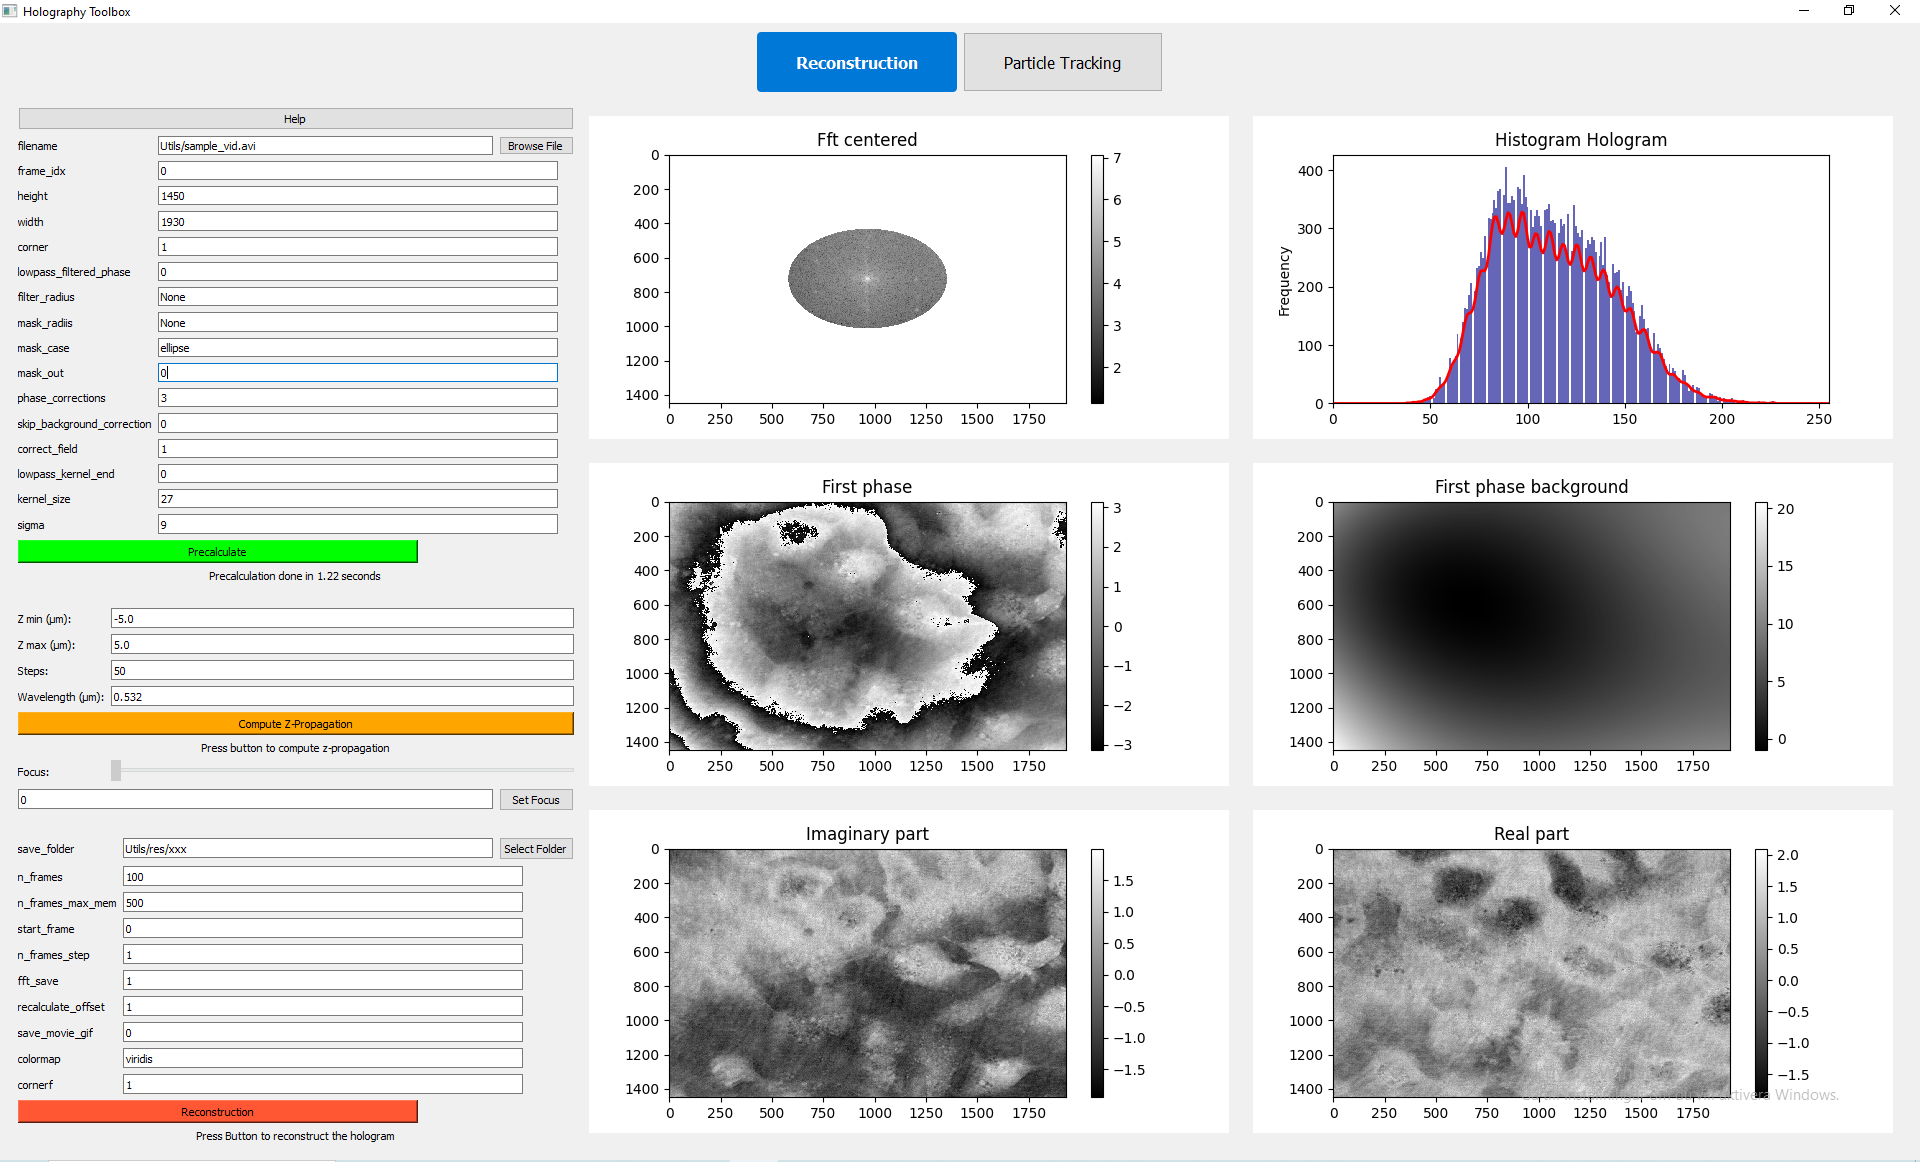 Holography Toolbox
Reconstruction
Particle Tracking
Help
filename
Utils/sample_vid.avi
Browse File
frame_idx
0
height
1450
width
1930
corner
1
lowpass_filtered_phase
0
filter_radius
None
mask_radiis
None
mask_case
ellipse
mask_out
0
phase_corrections
3
skip_background_correction
0
correct_field
1
lowpass_kernel_end
0
kernel_size
27
sigma
9
Precalculate
Precalculation done in 1.22 seconds
Z min (µm):
-5.0
Z max (µm):
5.0
Steps:
50
Wavelength (µm):
0.532
Compute Z-Propagation
Press button to compute z-propagation
Focus:
0
Set Focus
save_folder
Utils/res/xxx
Select Folder
n_frames
100
n_frames_max_mem
500
start_frame
0
n_frames_step
1
fft_save
1
recalculate_offset
1
save_movie_gif
0
colormap
viridis
cornerf
1
Reconstruction
Press Button to reconstruct the hologram
Fft centered
0
200
400
600
800
1000
1200
1400
0 250 500 750 1000 1250 1500 1750
7
6
5
4
3
2
Histogram Hologram
Frequency
400
300
200
100
0
0 50 100 150 200 250
First phase
0
200
400
600
800
1000
1200
1400
0 250 500 750 1000 1250 1500 1750
3
2
1
0
−1
−2
−3
First phase background
0
200
400
600
800
1000
1200
1400
0 250 500 750 1000 1250 1500 1750
20
15
10
5
0
Imaginary part
0
200
400
600
800
1000
1200
1400
0 250 500 750 1000 1250 1500 1750
1.5
1.0
0.5
0.0
−0.5
−1.0
−1.5
Real part
0
200
400
600
800
1000
1200
1400
0 250 500 750 1000 1250 1500 1750
2.0
1.5
1.0
0.5
0.0
−0.5
−1.0
−1.5
Windows.